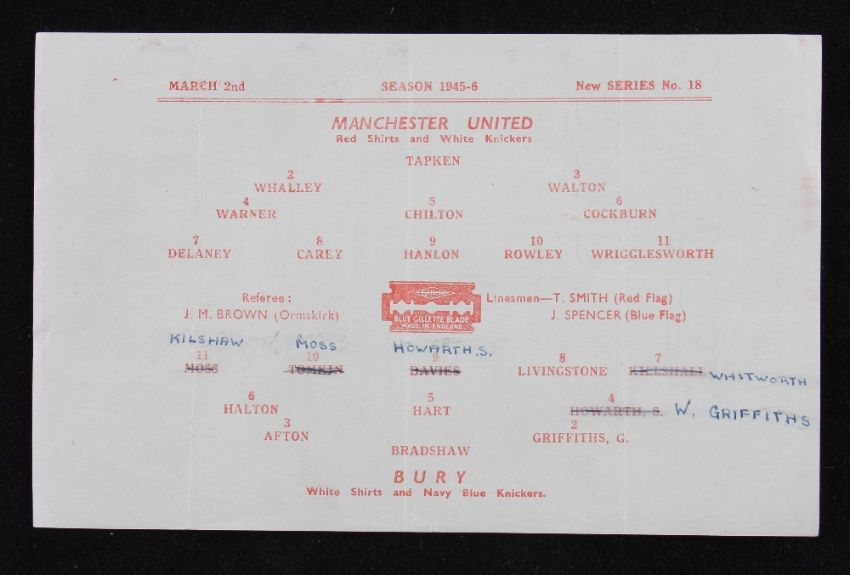 MARCH 2nd SEASON 1945-6 New SERIES No. 18
MANCHESTER UNITED
Red Shirts and White Knickers
TAPKEN
2 3
WHALLEY WALTON
4 5 6
WARNER CHILTON COCKBURN
7 8 9 10 11
DELANEY CAREY HANLON ROWLEY WRIGGLESWORTH
Referee: Linesmen—T. SMITH (Red Flag)
J. M. BROWN (Ormskirk) J. SPENCER (Blue Flag)
BLUE GILLETTE BLADE
MADE IN ENGLAND
KILSHAW MOSS HOWARTH, S.
11 10 9 8 7
MOSS TOMKIN DAVIES LIVINGSTONE KILLSHALL WHITWORTH
6 5 4
HALTON HART HOWARTH, S. W. GRIFFITHS
3 2
AFTON GRIFFITHS, G.
BRADSHAW
BURY
White Shirts and Navy Blue Knickers.